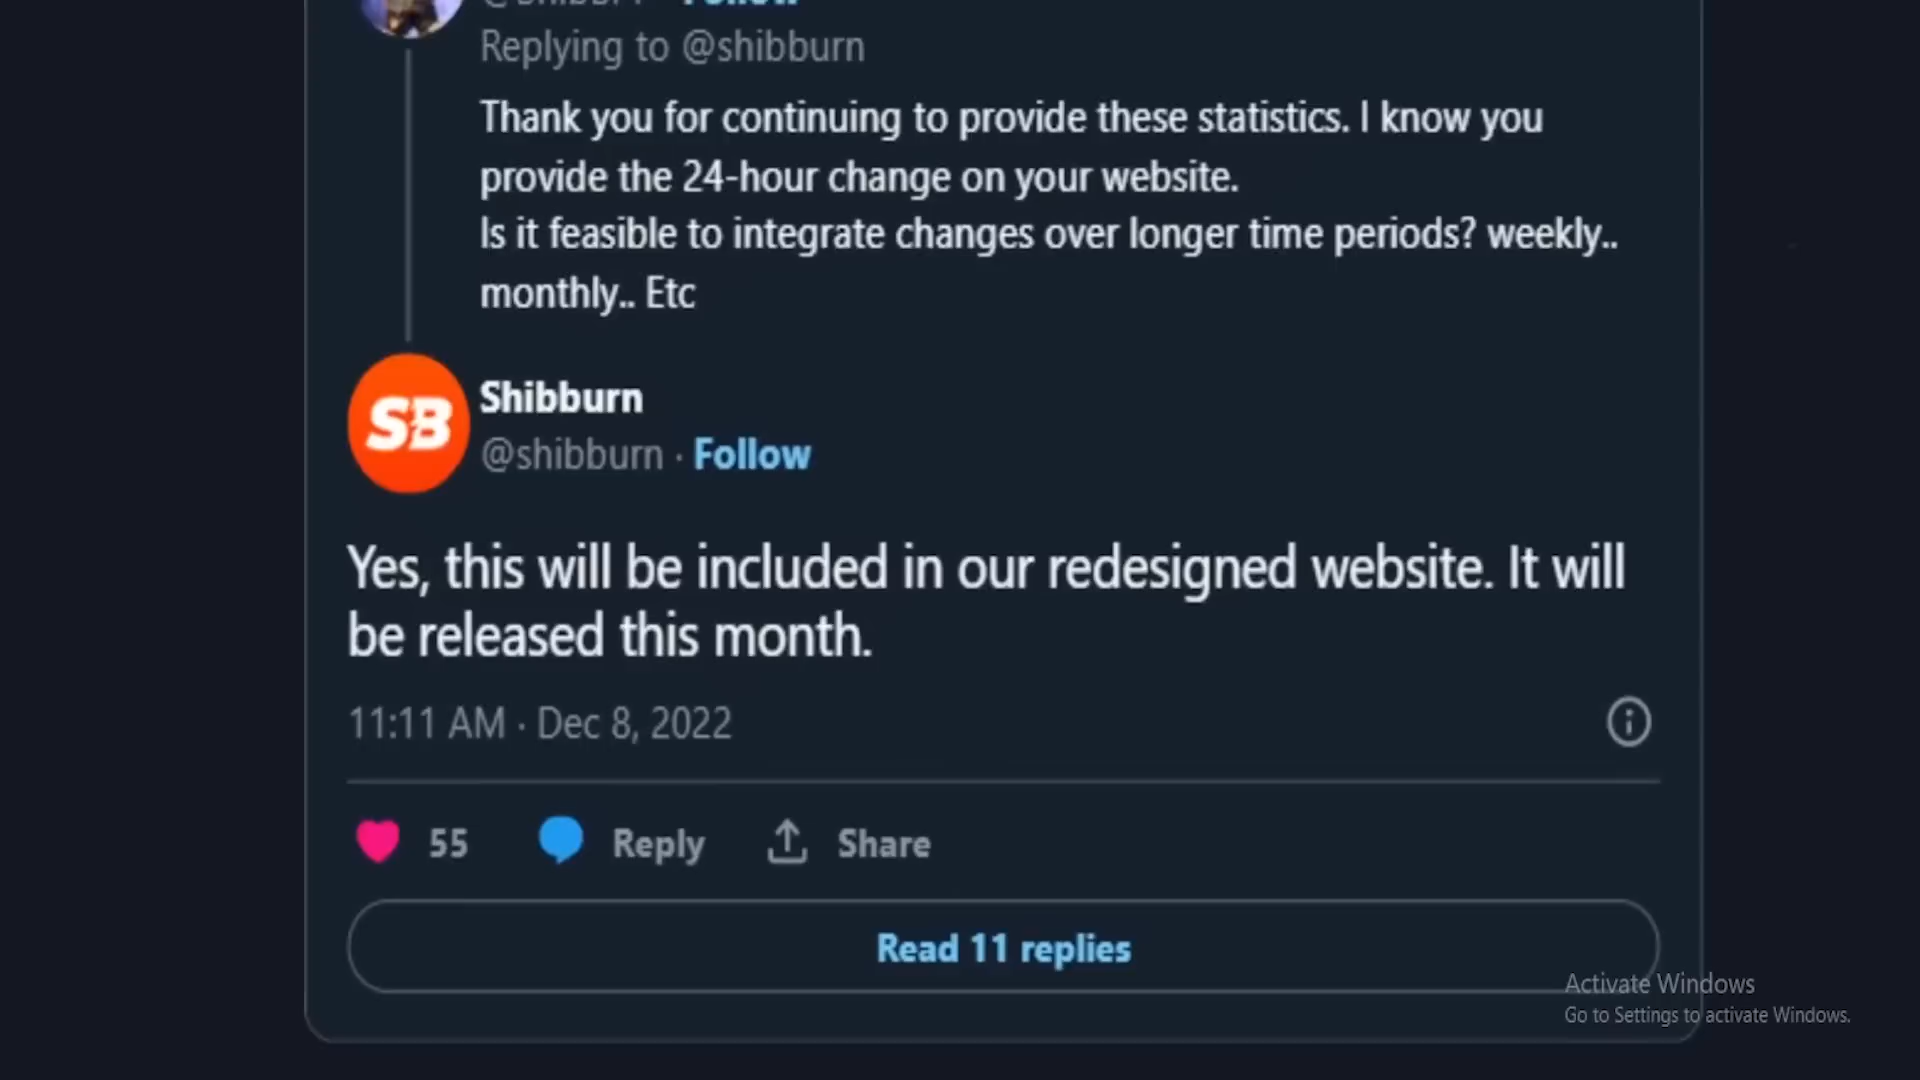 Replying to @shibburn
Thank you for continuing to provide these statistics. I know you
provide the 24-hour change on your website.
Is it feasible to integrate changes over longer time periods? weekly..
monthly.. Etc
SB
Shibburn
@shibburn · Follow
Yes, this will be included in our redesigned website. It will
be released this month.
11:11 AM · Dec 8, 2022
55 Reply Share
Read 11 replies
Activate Windows
Go to Settings to activate Windows.